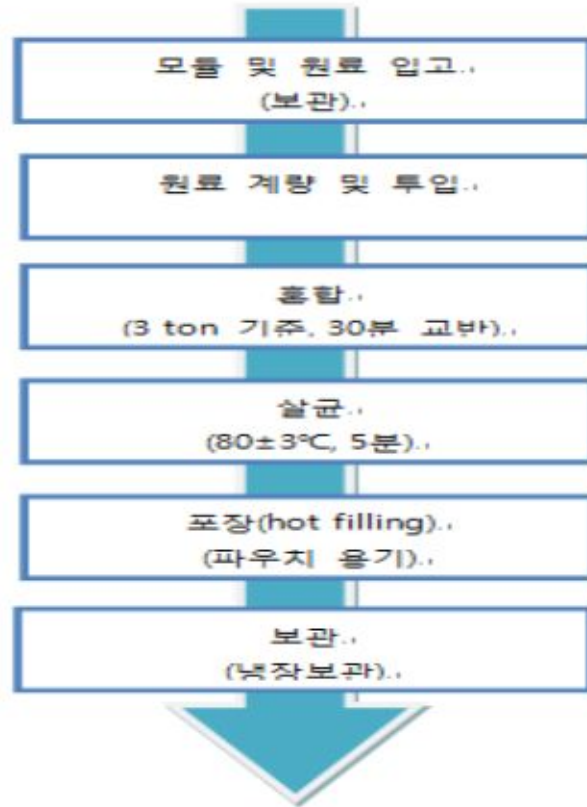 모듈 및 원료 입고
(보관)
원료 계량 및 투입
혼합
(3 ton 기준, 30분 교반)
살균
(80±3℃, 5분)
포장(hot filling)
(파우치 용기)
보관
(냉장보관)